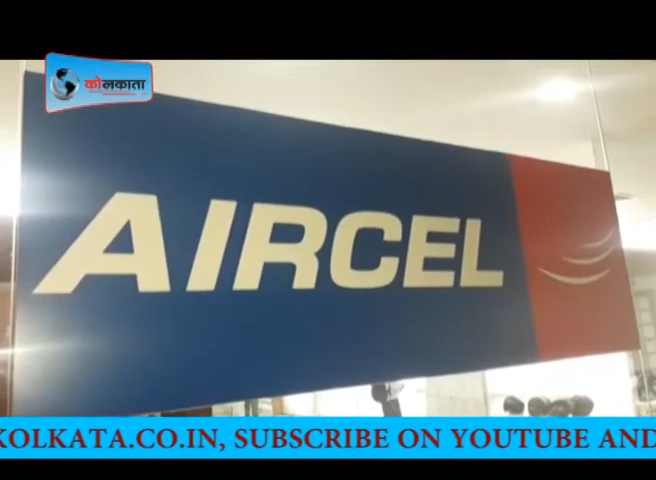 कोलकाता
AIRCEL
KOLKATA.CO.IN, SUBSCRIBE ON YOUTUBE AND